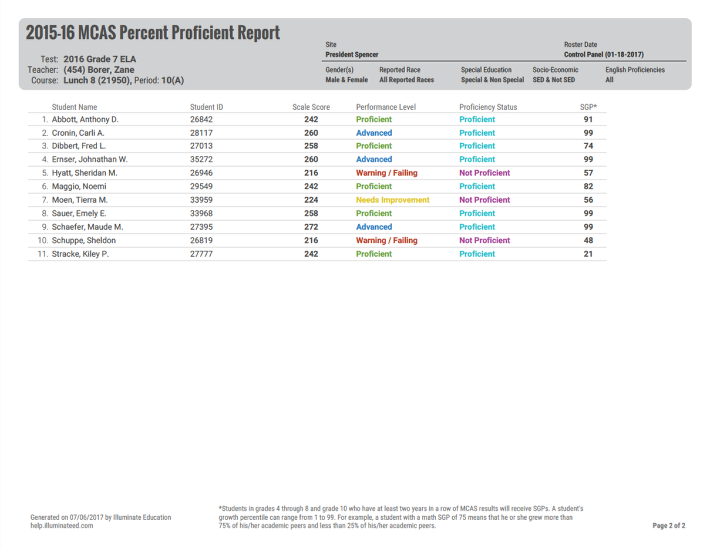 2015-16 MCAS Percent Proficient Report
Test: 2016 Grade 7 ELA
Teacher: (454) Borer, Zane
Course: Lunch 8 (21950), Period: 10(A)
Site Roster Date
President Spencer Control Panel (01-18-2017)
Gender(s) Reported Race Special Education Socio-Economic English Proficiencies
Male & Female All Reported Races Special & Non Special SED & Not SED All
Student Name Student ID Scale Score Performance Level Proficiency Status SGP*
1. Abbott, Anthony D. 26842 242 Proficient Proficient 91
2. Cronin, Carli A. 28117 260 Advanced Proficient 99
3. Dibbert, Fred L. 27013 258 Proficient Proficient 74
4. Ernser, Johnathan W. 35272 260 Advanced Proficient 99
5. Hyatt, Sheridan M. 26946 216 Warning / Failing Not Proficient 57
6. Maggio, Noemi 29549 242 Proficient Proficient 82
7. Moen, Tierra M. 33959 224 Needs Improvement Not Proficient 56
8. Sauer, Emely E. 33968 258 Proficient Proficient 99
9. Schaefer, Maude M. 27395 272 Advanced Proficient 99
10. Schuppe, Sheldon 26819 216 Warning / Failing Not Proficient 48
11. Stracke, Kiley P. 27777 242 Proficient Proficient 21
*Students in grades 4 through 8 and grade 10 who have at least two years in a row of MCAS results will receive SGPs. A student's
growth percentile can range from 1 to 99. For example, a student with a math SGP of 75 means that he or she grew more than
75% of his/her academic peers and less than 25% of his/her academic peers.
Generated on 07/06/2017 by Illuminate Education
help.illuminateed.com
Page 2 of 2